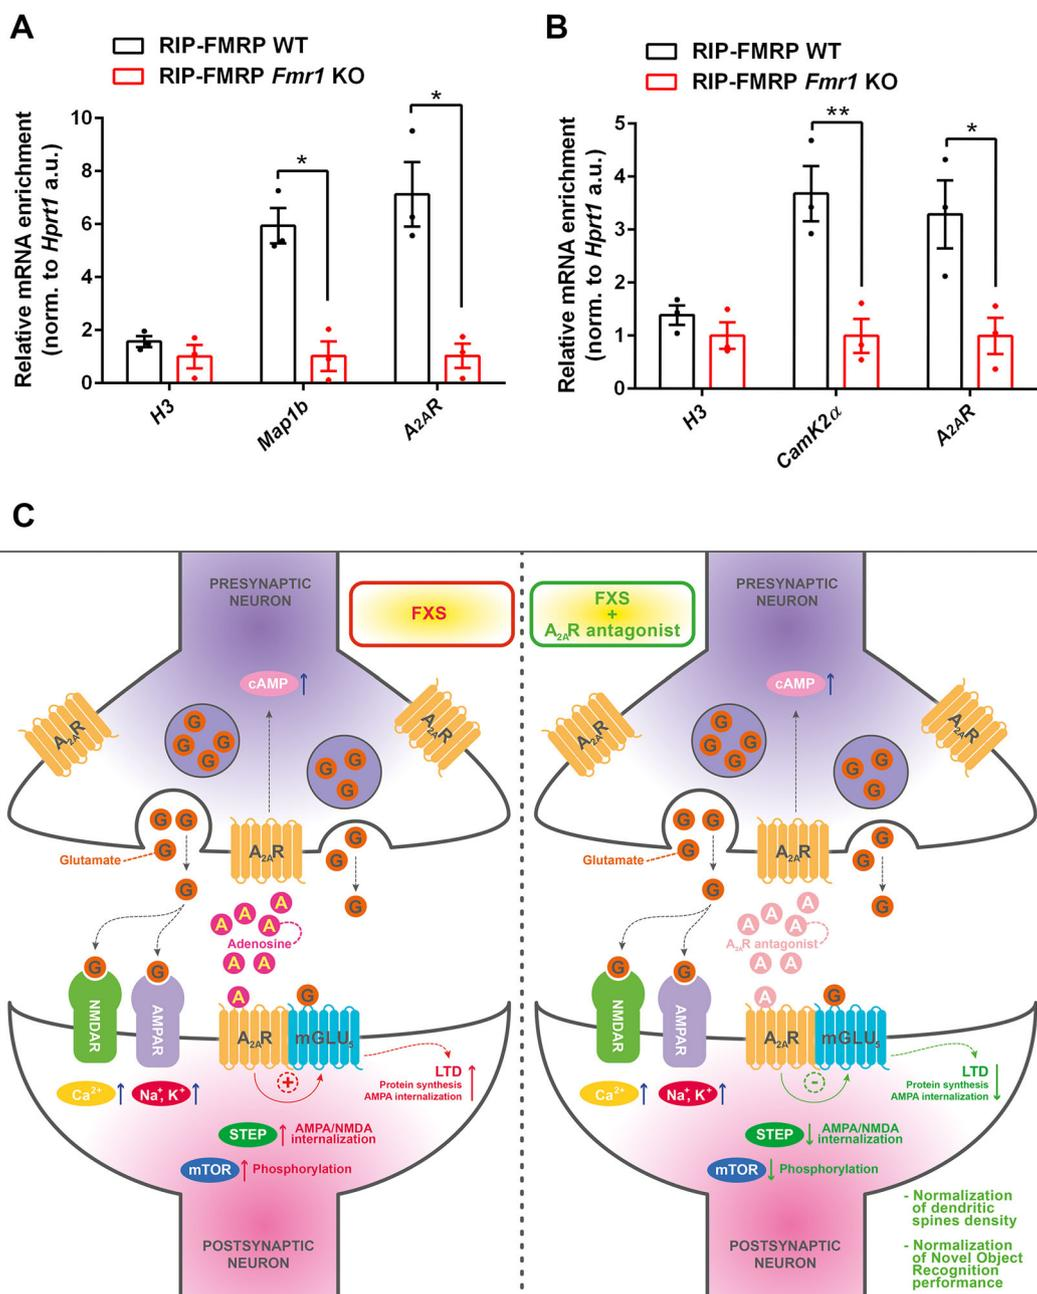 A
RIP-FMRP WT
RIP-FMRP Fmr1 KO
Relative mRNA enrichment
(norm. to Hprt1 a.u.)
10
8
6
4
2
0
*
*
H3
Map1b
A2AR
B
RIP-FMRP WT
RIP-FMRP Fmr1 KO
Relative mRNA enrichment
(norm. to Hprt1 a.u.)
5
4
3
2
1
0
**
*
H3
CamK2α
A2AR
C
PRESYNAPTIC
NEURON
FXS
cAMP
A2AR
A2AR
G
G
G
G
G
G
G
G
G
G
G
G
Glutamate
A2AR
G
G
A
A
A
A
Adenosine
A
A
A
G
G
G
NMDAR
AMPAR
A2AR
mGLU5
+
LTD
Protein synthesis
AMPA internalization
Ca2+
Na+, K+
STEP
AMPA/NMDA
internalization
mTOR
Phosphorylation
POSTSYNAPTIC
NEURON
FXS
+
A2AR antagonist
PRESYNAPTIC
NEURON
cAMP
A2AR
A2AR
G
G
G
G
G
G
G
G
G
G
G
G
Glutamate
A2AR
G
G
A
A
A
A
A2AR antagonist
A
A
A
G
G
G
NMDAR
AMPAR
A2AR
mGLU5
-
LTD
Protein synthesis
AMPA internalization
Ca2+
Na+, K+
STEP
AMPA/NMDA
internalization
mTOR
Phosphorylation
POSTSYNAPTIC
NEURON
- Normalization
of dendritic
spines density
- Normalization
of Novel Object
Recognition
performance